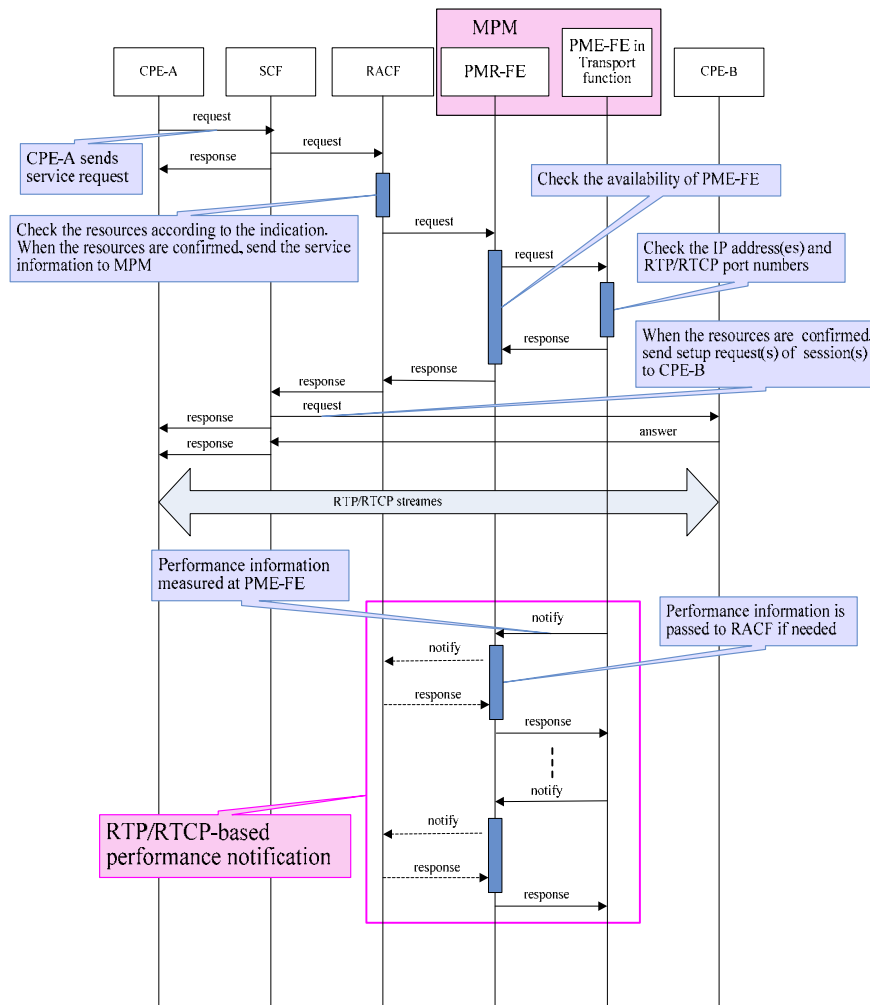 MPM
CPE-A
SCF
RACF
PMR-FE
PME-FE in
Transport
function
CPE-B
request
CPE-A sends
service request
request
response
Check the availability of PME-FE
Check the resources according to the indication.
When the resources are confirmed, send the service
information to MPM
request
request
Check the IP address(es) and
RTP/RTCP port numbers
response
When the resources are confirmed,
send setup request(s) of session(s)
to CPE-B
response
response
request
response
answer
response
RTP/RTCP streames
Performance information
measured at PME-FE
notify
Performance information is
passed to RACF if needed
notify
response
response
notify
notify
RTP/RTCP-based
performance notification
response
response